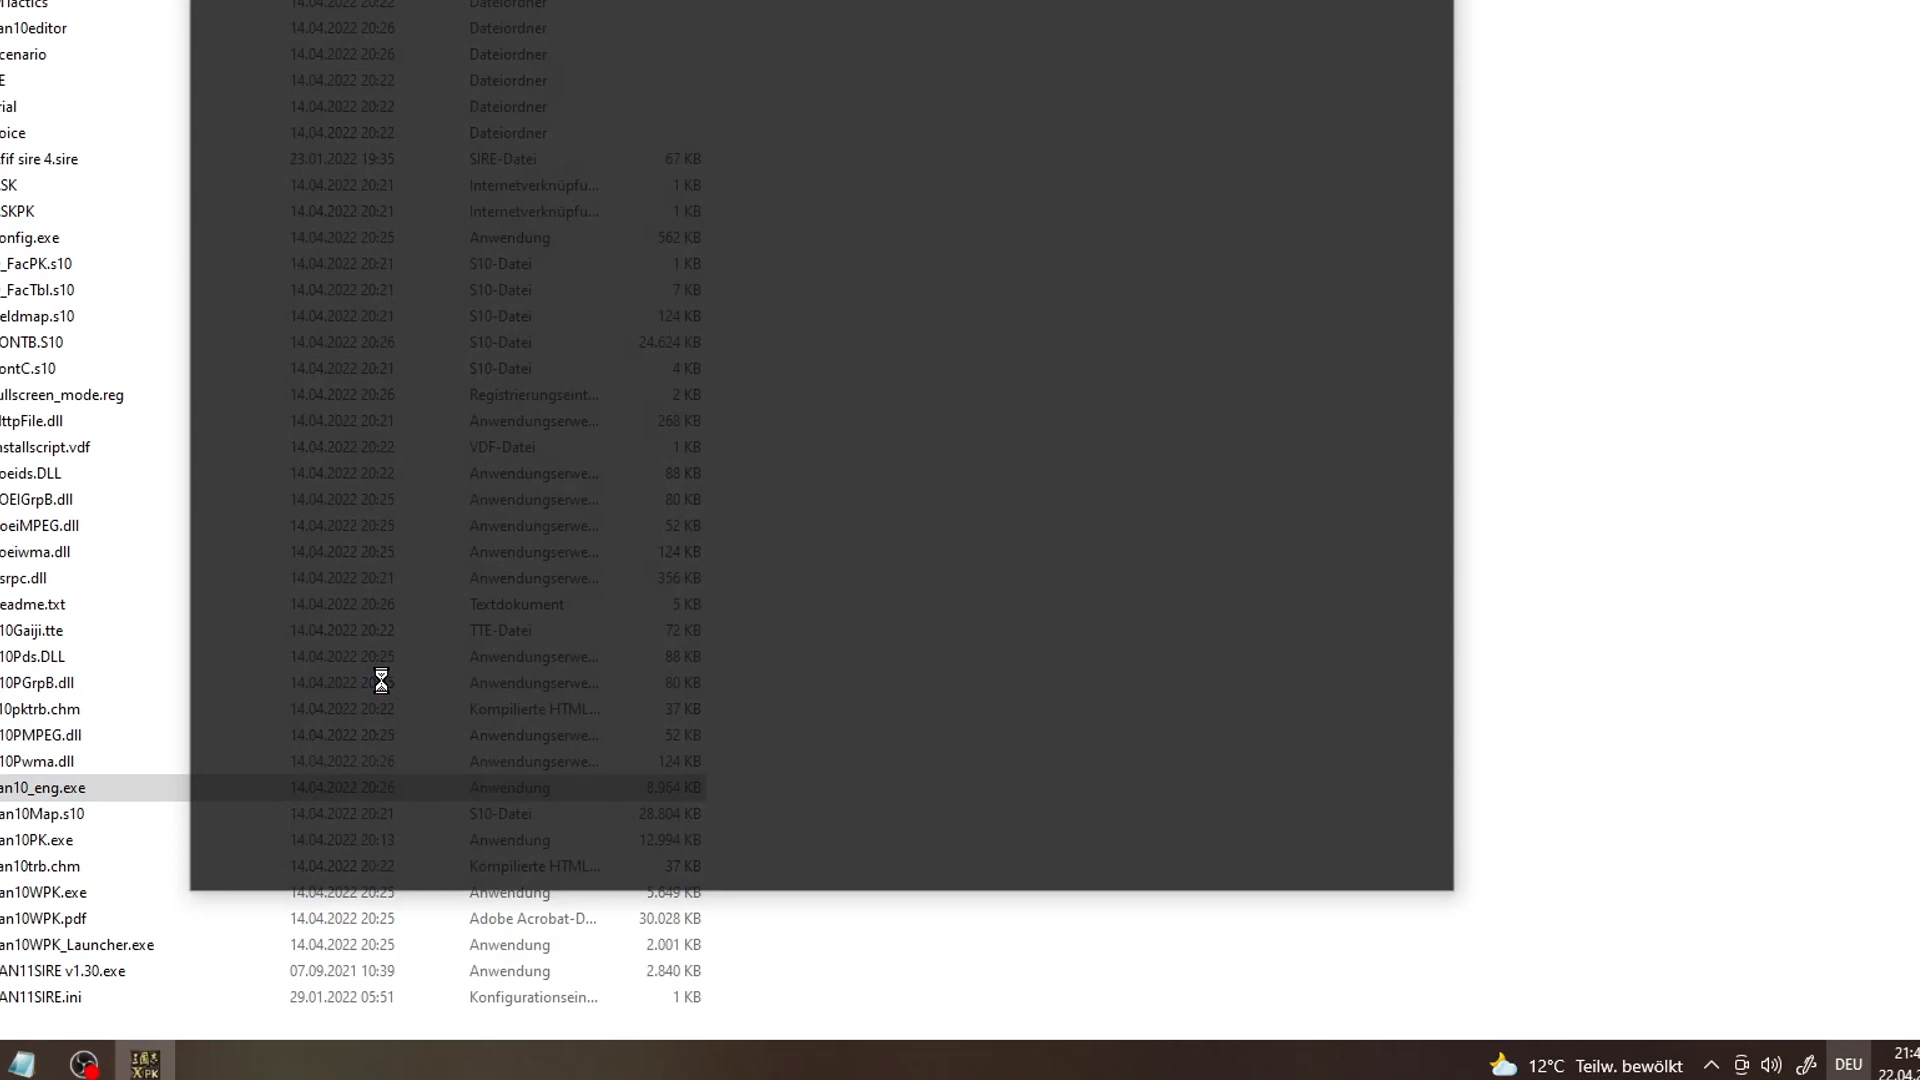 Tactics 14.04.2022 20:22 Dateiordner
an10editor 14.04.2022 20:26 Dateiordner
cenario 14.04.2022 20:26 Dateiordner
E 14.04.2022 20:22 Dateiordner
rial 14.04.2022 20:22 Dateiordner
oice 14.04.2022 20:22 Dateiordner
fif sire 4.sire 23.01.2022 19:35 SIRE-Datei 67 KB
SK 14.04.2022 20:21 Internetverknüpfu... 1 KB
SKPK 14.04.2022 20:21 Internetverknüpfu... 1 KB
onfig.exe 14.04.2022 20:25 Anwendung 562 KB
_FacPK.s10 14.04.2022 20:21 S10-Datei 1 KB
_FacTbl.s10 14.04.2022 20:21 S10-Datei 7 KB
eldmap.s10 14.04.2022 20:21 S10-Datei 124 KB
ONTB.S10 14.04.2022 20:26 S10-Datei 24.624 KB
ontC.s10 14.04.2022 20:21 S10-Datei 4 KB
ullscreen_mode.reg 14.04.2022 20:26 Registrierungseint... 2 KB
ttpFile.dll 14.04.2022 20:21 Anwendungserwe... 268 KB
nstallscript.vdf 14.04.2022 20:22 VDF-Datei 1 KB
oeids.DLL 14.04.2022 20:22 Anwendungserwe... 88 KB
OEIGrpB.dll 14.04.2022 20:25 Anwendungserwe... 80 KB
oeiMPEG.dll 14.04.2022 20:25 Anwendungserwe... 52 KB
oeiwma.dll 14.04.2022 20:25 Anwendungserwe... 124 KB
srpc.dll 14.04.2022 20:21 Anwendungserwe... 356 KB
eadme.txt 14.04.2022 20:26 Textdokument 5 KB
10Gaiji.tte 14.04.2022 20:22 TTE-Datei 72 KB
10Pds.DLL 14.04.2022 20:25 Anwendungserwe... 88 KB
10PGrpB.dll 14.04.2022 Anwendungserwe... 80 KB
10pktrb.chm 14.04.2022 20:22 Kompilierte HTML... 37 KB
10PMPEG.dll 14.04.2022 20:25 Anwendungserwe... 52 KB
10Pwma.dll 14.04.2022 20:26 Anwendungserwe... 124 KB
an10_eng.exe 14.04.2022 20:26 Anwendung 8.964 KB
an10Map.s10 14.04.2022 20:21 S10-Datei 28.804 KB
an10PK.exe 14.04.2022 20:13 Anwendung 12.994 KB
an10trb.chm 14.04.2022 20:22 Kompilierte HTML... 37 KB
an10WPK.exe 14.04.2022 20:25 Anwendung 5.649 KB
an10WPK.pdf 14.04.2022 20:25 Adobe Acrobat-D... 30.028 KB
an10WPK_Launcher.exe 14.04.2022 20:25 Anwendung 2.001 KB
AN11SIRE v1.30.exe 07.09.2021 10:39 Anwendung 2.840 KB
AN11SIRE.ini 29.01.2022 05:51 Konfigurationsein... 1 KB
三國志
X PK
12°C Teilw. bewölkt DEU 21:4
22.04.2